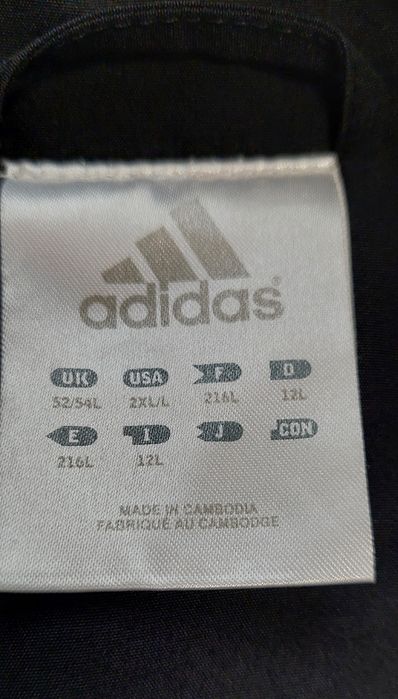 adidas®
UK USA F D
52/54L 2XL/L 216L 12L
E I J CON
216L 12L
MADE IN CAMBODIA
FABRIQUÉ AU CAMBODGE